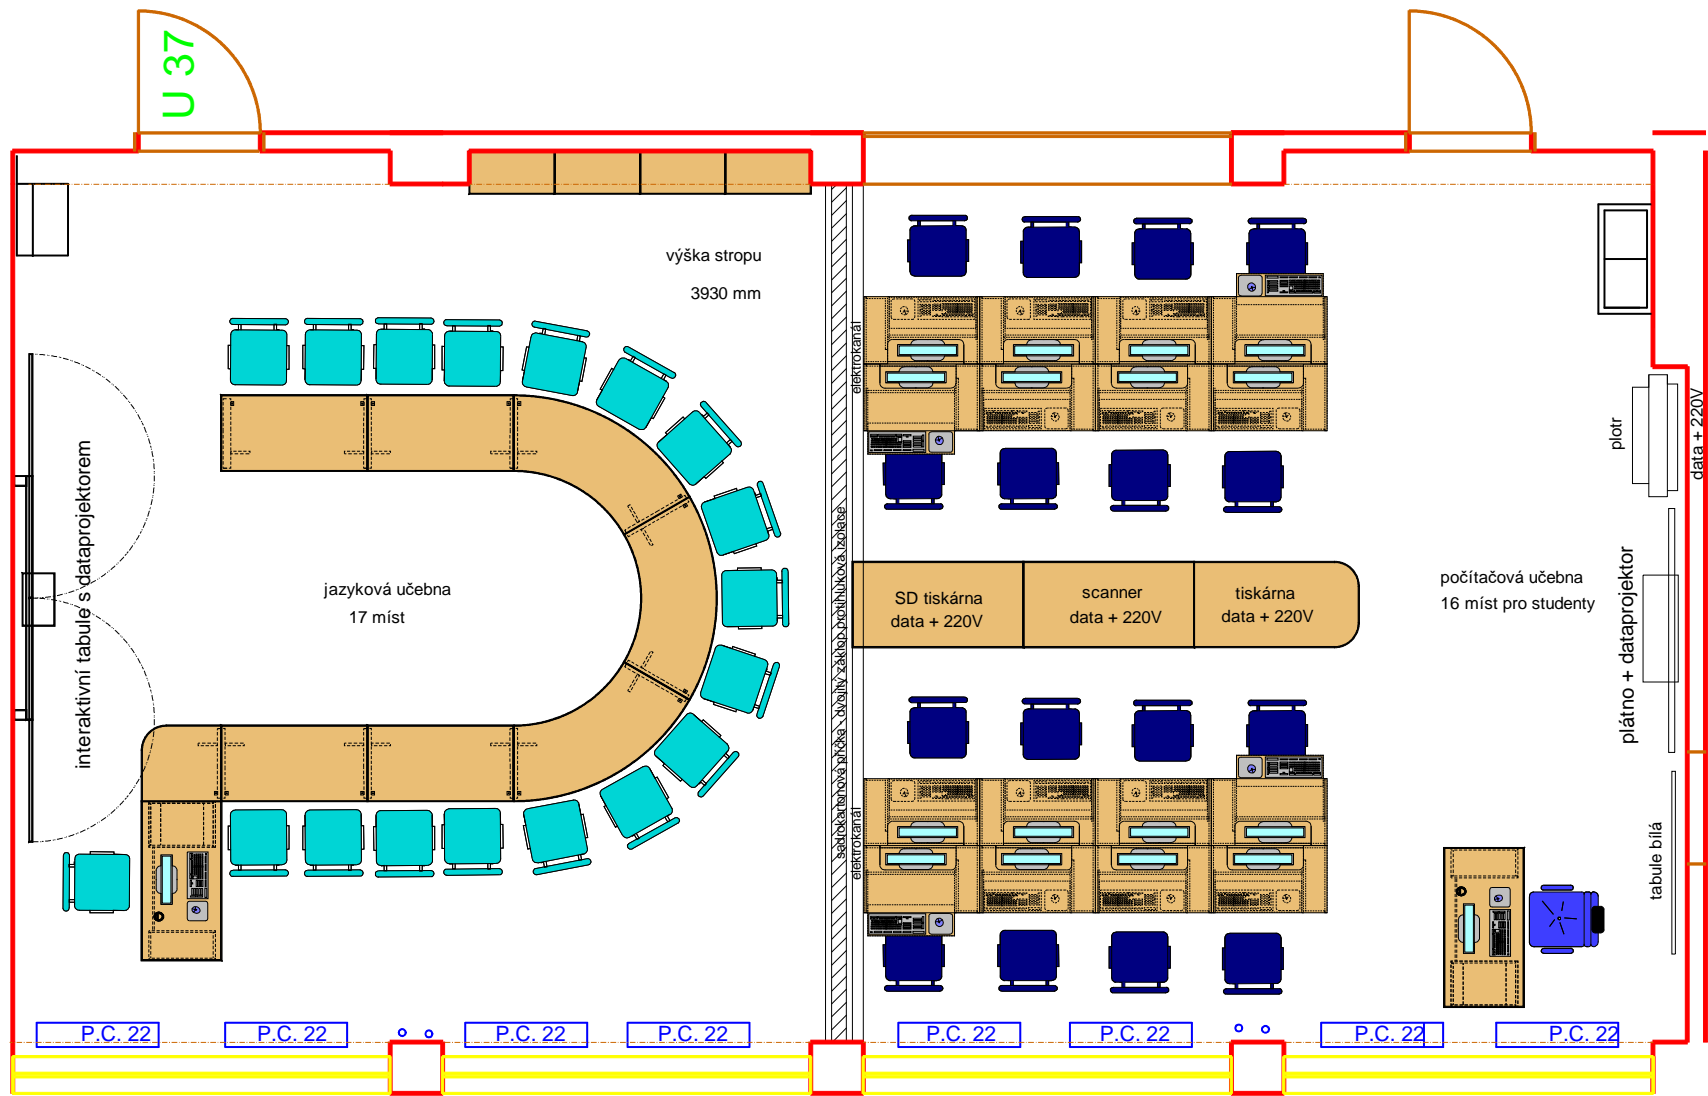 U 37
výška stropu
3930 mm
interaktivní tabule s dataprojektorem
jazyková učebna
17 míst
sádrokartonová příčka - dvojitý záklop protihluková izolace
elektrokanál
elektrokanál
SD tiskárna
data + 220V
scanner
data + 220V
tiskárna
data + 220V
počítačová učebna
16 míst pro studenty
plotr
data + 220V
plátno + dataprojektor
tabule bílá
P.C. 22
P.C. 22
P.C. 22
P.C. 22
P.C. 22
P.C. 22
P.C. 22
P.C. 22